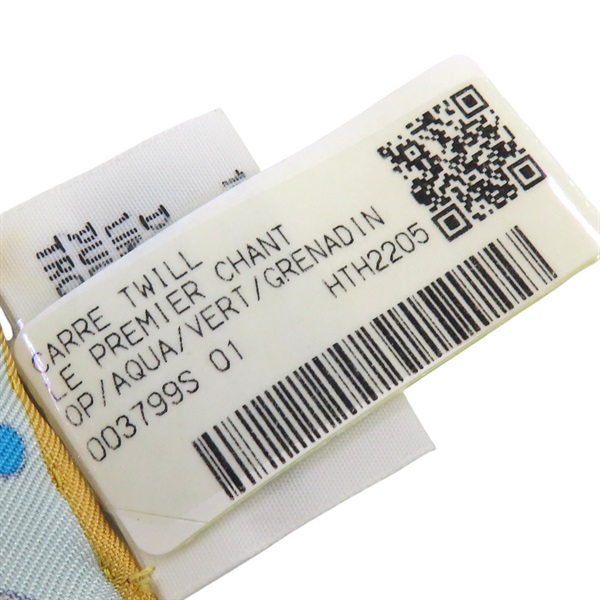 CARRE TWILL
LE PREMIER CHANT
OP/AQUA/VERT/GRENADIN
003799S 01
HTH2205